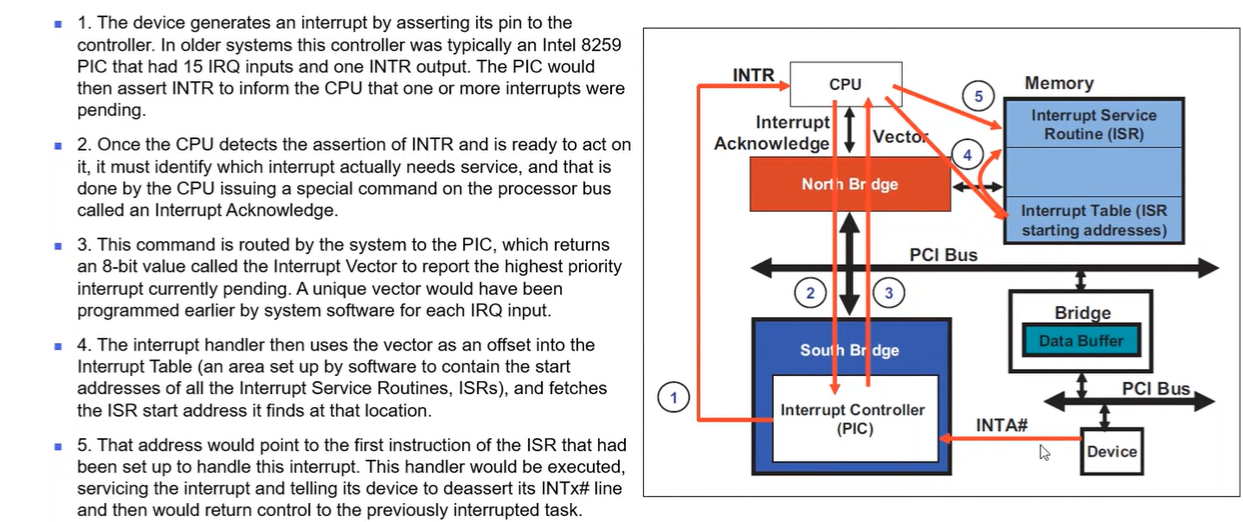 1. The device generates an interrupt by asserting its pin to the
controller. In older systems this controller was typically an Intel 8259
PIC that had 15 IRQ inputs and one INTR output. The PIC would
then assert INTR to inform the CPU that one or more interrupts were
pending.
2. Once the CPU detects the assertion of INTR and is ready to act on
it, it must identify which interrupt actually needs service, and that is
done by the CPU issuing a special command on the processor bus
called an Interrupt Acknowledge.
3. This command is routed by the system to the PIC, which returns
an 8-bit value called the Interrupt Vector to report the highest priority
interrupt currently pending. A unique vector would have been
programmed earlier by system software for each IRQ input.
4. The interrupt handler then uses the vector as an offset into the
Interrupt Table (an area set up by software to contain the start
addresses of all the Interrupt Service Routines, ISRs), and fetches
the ISR start address it finds at that location.
5. That address would point to the first instruction of the ISR that had
been set up to handle this interrupt. This handler would be executed,
servicing the interrupt and telling its device to deassert its INTx# line
and then would return control to the previously interrupted task.
INTR
CPU
5
Memory
Interrupt Service
Routine (ISR)
Interrupt
Acknowledge
Vector
4
North Bridge
Interrupt Table (ISR
starting addresses)
PCI Bus
2
3
Bridge
Data Buffer
South Bridge
PCI Bus
1
Interrupt Controller
(PIC)
INTA#
Device